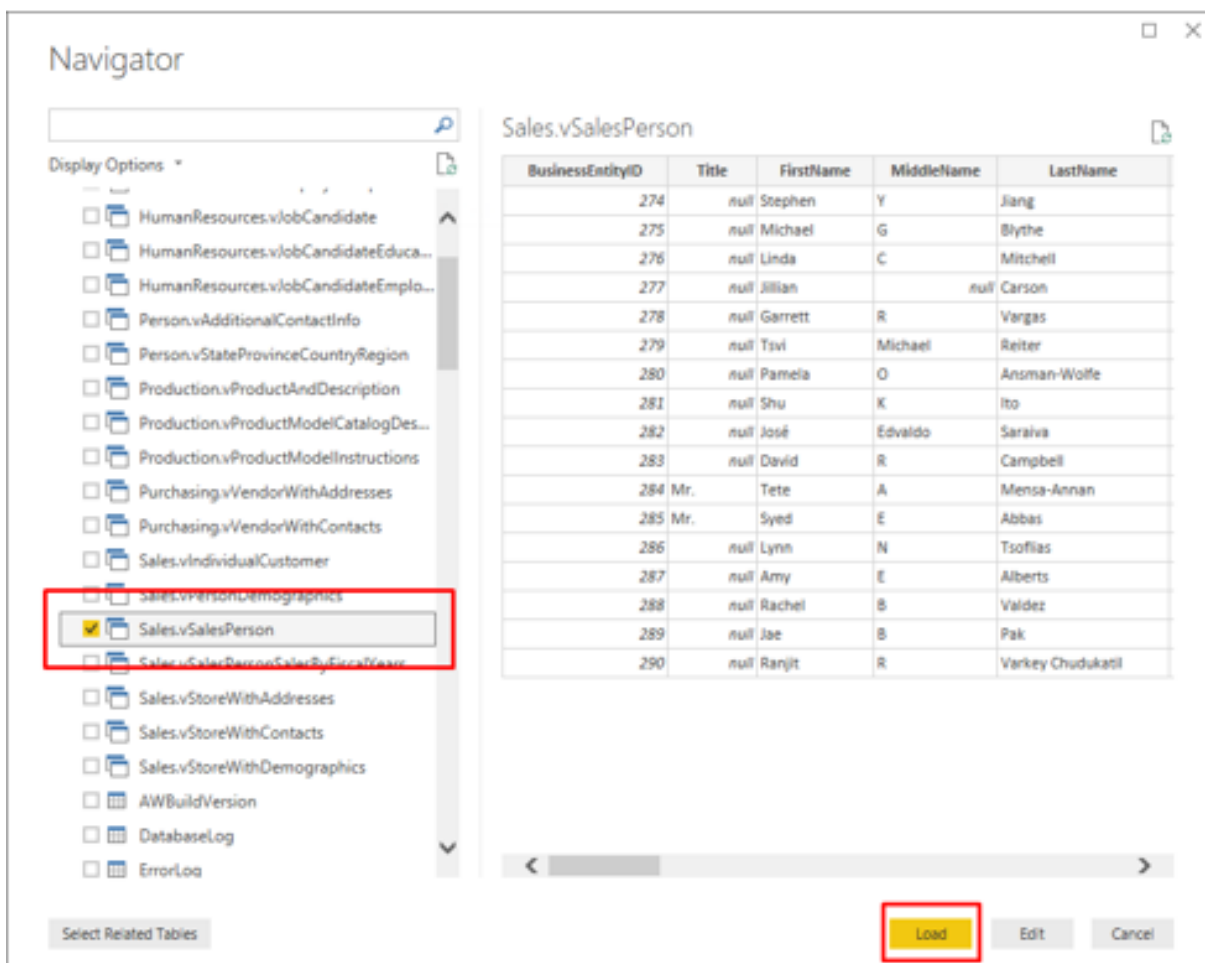 Navigator
Display Options
HumanResources.vJobCandidate
HumanResources.vJobCandidateEduca...
HumanResources.vJobCandidateEmplo...
Person.vAdditionalContactInfo
Person.vStateProvinceCountryRegion
Production.vProductAndDescription
Production.vProductModelCatalogDes...
Production.vProductModelInstructions
Purchasing.vVendorWithAddresses
Purchasing.vVendorWithContacts
Sales.vIndividualCustomer
Sales.vPersonDemographics
Sales.vSalesPerson
Sales.vSalesPersonSalesByFiscalYears
Sales.vStoreWithAddresses
Sales.vStoreWithContacts
Sales.vStoreWithDemographics
AWBuildVersion
DatabaseLog
ErrorLog
Sales.vSalesPerson
BusinessEntityID Title FirstName MiddleName LastName
274 null Stephen Y Jiang
275 null Michael G Blythe
276 null Linda C Mitchell
277 null Jillian null Carson
278 null Garrett R Vargas
279 null Tsvi Michael Reiter
280 null Pamela O Ansman-Wolfe
281 null Shu K Ito
282 null José Edvaldo Saraiva
283 null David R Campbell
284 Mr. Tete A Mensa-Annan
285 Mr. Syed E Abbas
286 null Lynn N Tsoflias
287 null Amy E Alberts
288 null Rachel B Valdez
289 null Jae B Pak
290 null Ranjit R Varkey Chudukatil
Select Related Tables
Load Edit Cancel